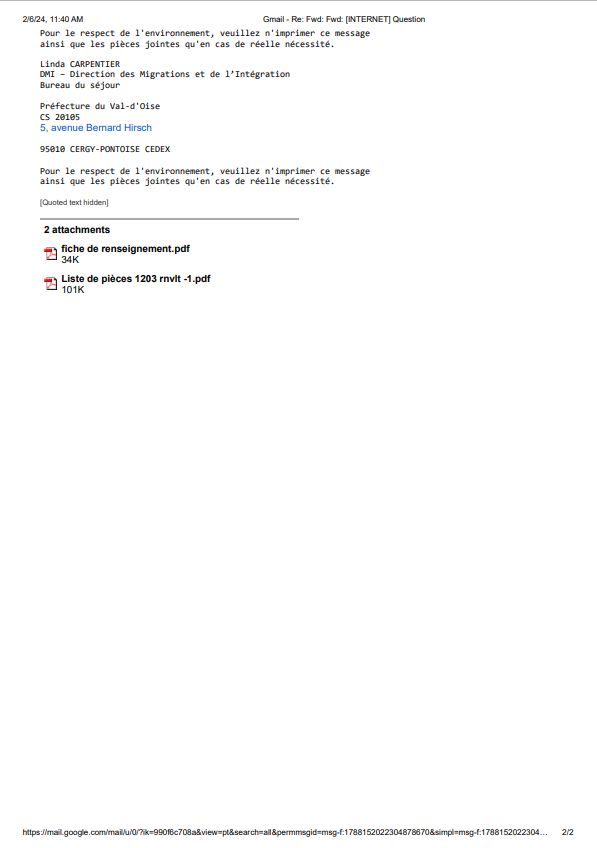 2/6/24, 11:40 AM Gmail - Re: Fwd: Fwd: [INTERNET] Question
Pour le respect de l'environnement, veuillez n'imprimer ce message
ainsi que les pièces jointes qu'en cas de réelle nécessité.
Linda CARPENTIER
DMI – Direction des Migrations et de l’Intégration
Bureau du séjour
Préfecture du Val-d'Oise
CS 20105
5, avenue Bernard Hirsch
95010 CERGY-PONTOISE CEDEX
Pour le respect de l'environnement, veuillez n'imprimer ce message
ainsi que les pièces jointes qu'en cas de réelle nécessité.
[Quoted text hidden]
2 attachments
fiche de renseignement.pdf
34K
Liste de pièces 1203 rnvlt -1.pdf
101K
https://mail.google.com/mail/u/0/?ik=990f6c708a&view=pt&search=all&permmsgid=msg-f:1788152022304878670&simpl=msg-f:1788152022304… 2/2